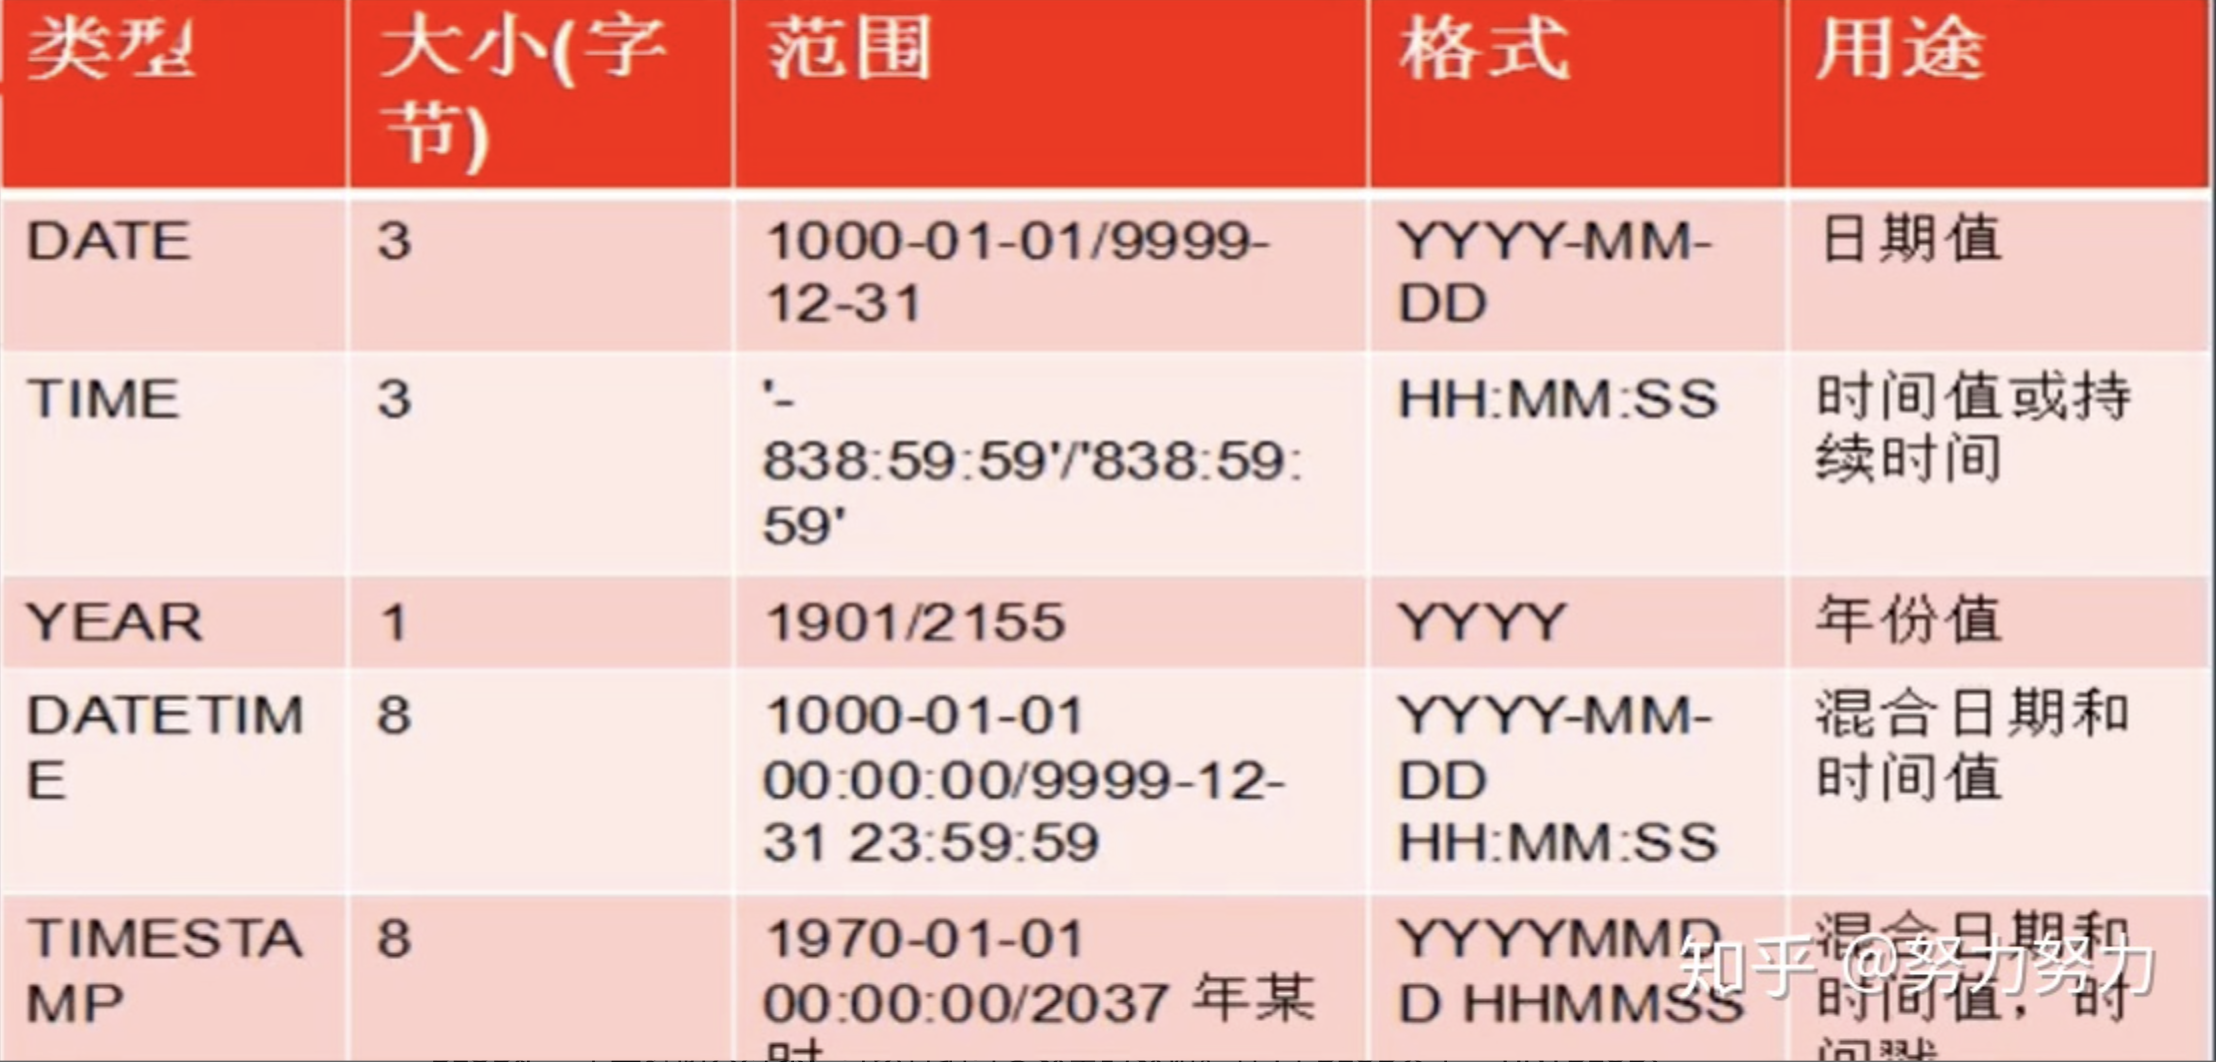 类型
大小(字
节)
范围
格式
用途
DATE
3
1000-01-01/9999-
12-31
YYYY-MM-
DD
日期值
TIME
3
'-
838:59:59'/'838:59:
59'
HH:MM:SS
时间值或持
续时间
YEAR
1
1901/2155
YYYY
年份值
DATETIM
E
8
1000-01-01
00:00:00/9999-12-
31 23:59:59
YYYY-MM-
DD
HH:MM:SS
混合日期和
时间值
TIMESTA
MP
8
1970-01-01
00:00:00/2037 年某
时
YYYYMMD
D HHMMSS
混合日期和
时间值，时
间戳
知乎 @努力努力